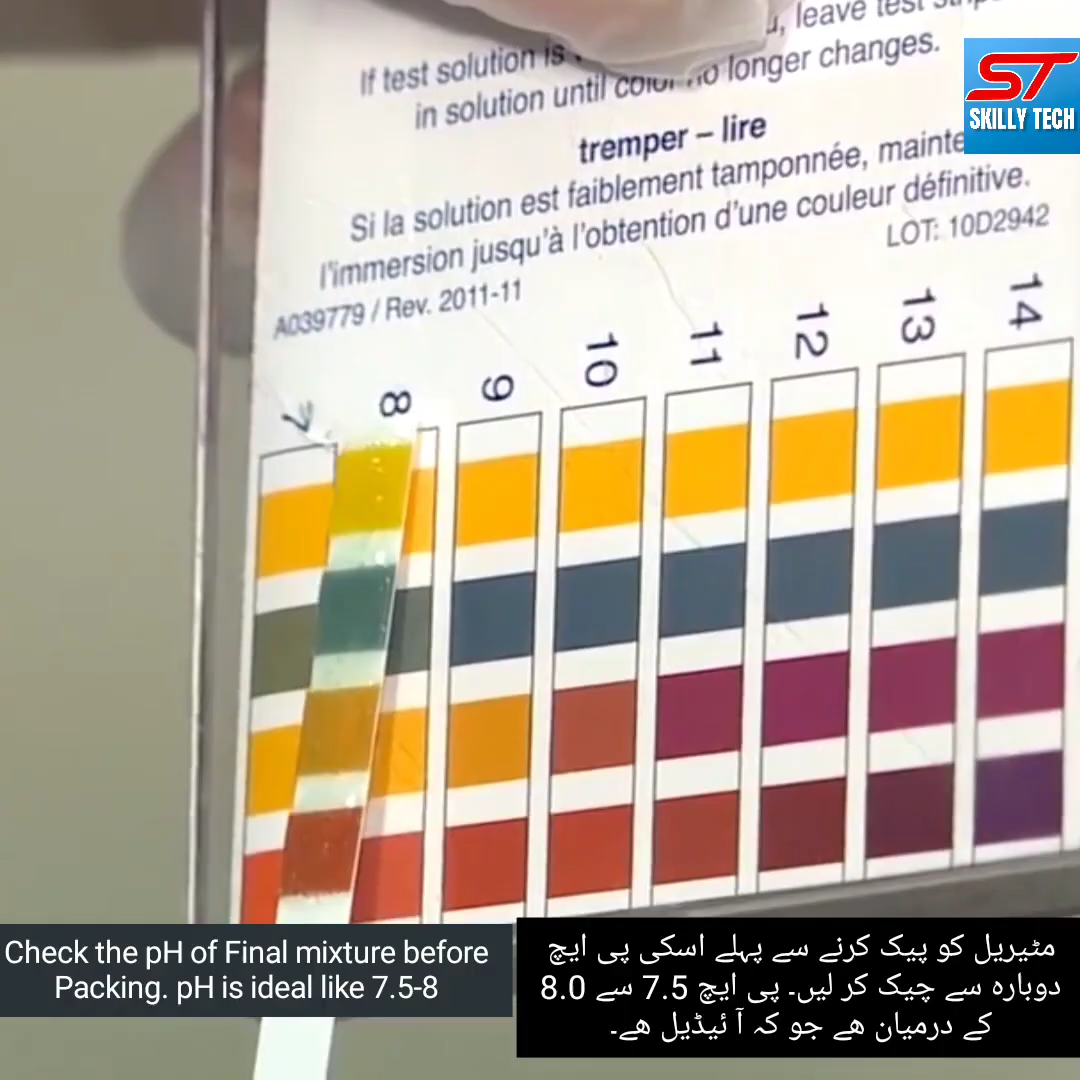 If test solution is
, leave test
in solution until color no longer changes.
tremper – lire
Si la solution est faiblement tamponnée, mainte
l'immersion jusqu'à l'obtention d'une couleur définitive.
LOT: 10D2942
A039779 / Rev. 2011-11
7
8
9
10
11
12
13
14
ST
SKILLY TECH
Check the pH of Final mixture before
Packing. pH is ideal like 7.5-8
مٹیریل کو پیک کرنے سے پہلے اسکی پی ایچ
دوبارہ سے چیک کر لیں۔ پی ایچ 7.5 سے 8.0
کے درمیان ھے جو کہ آ ئیڈیل ھے۔